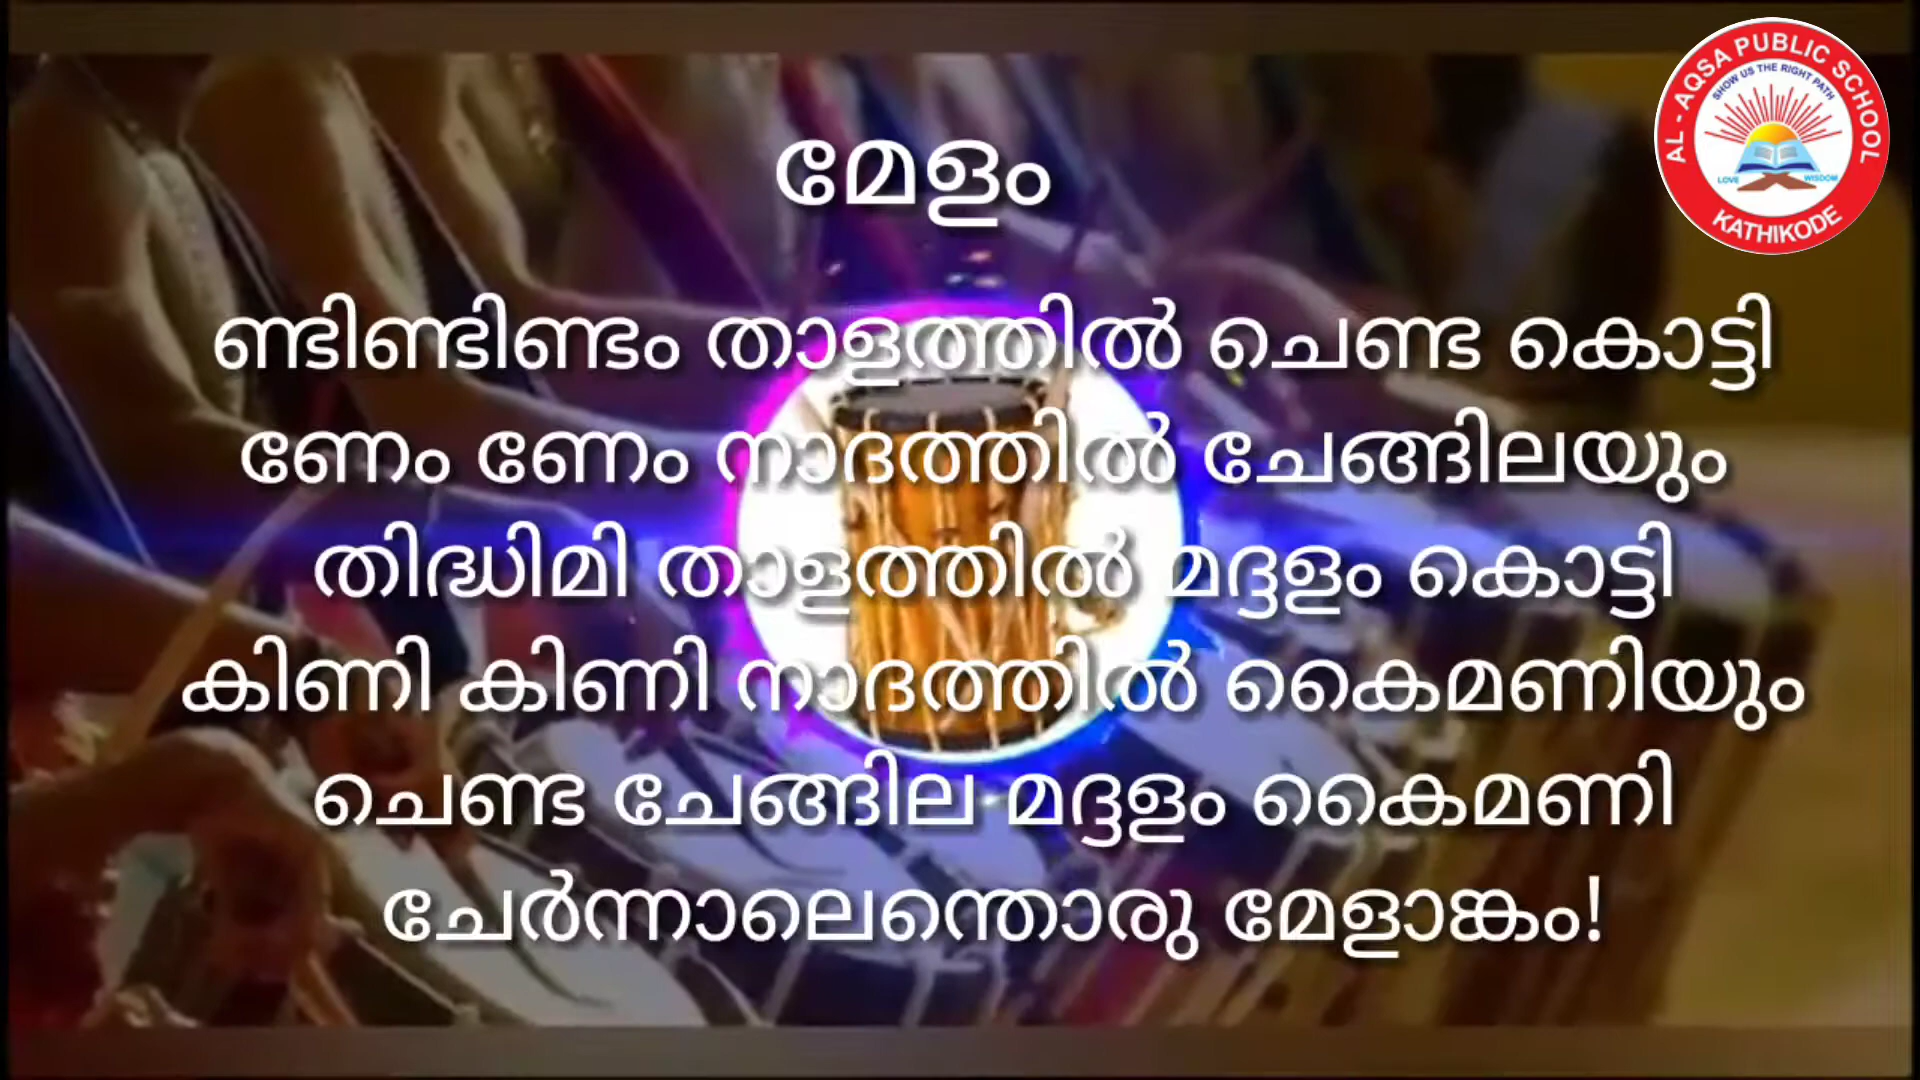 മേളം
ണ്ടിണ്ടിണ്ടം താളത്തിൽ ചെണ്ട കൊട്ടി
ണേം ണേം നാദത്തിൽ ചേങ്ങിലയും
തിദ്ധിമി താളത്തിൽ മദ്ദളം കൊട്ടി
കിണി കിണി നാദത്തിൽ കൈമണിയും
ചെണ്ട ചേങ്ങില മദ്ദളം കൈമണി
ചേർന്നാലെന്തൊരു മേളാങ്കം!
AL - AQSA PUBLIC SCHOOL
SHOW US THE RIGHT PATH
LOVE WISDOM
KATHIKODE